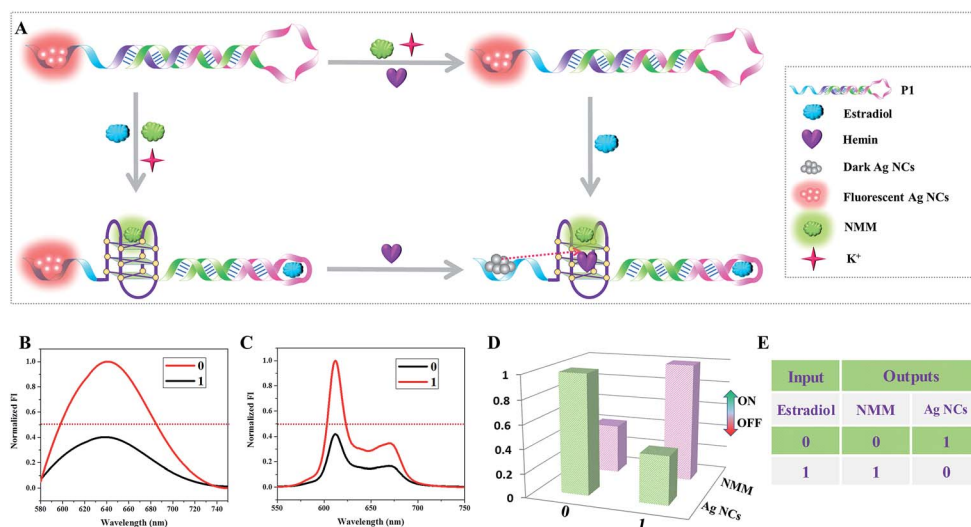 A
P1
Estradiol
Hemin
Dark Ag NCs
Fluorescent Ag NCs
NMM
K⁺
B
Normalized FI
1.0
0.8
0.6
0.4
0.2
0.0
0
1
580 600 620 640 660 680 700 720 740
Wavelength (nm)
C
Normalized FI
1.0
0.8
0.6
0.4
0.2
0.0
0
1
550 600 650 700 750
Wavelength (nm)
D
1
0.8
0.6
0.4
0.2
0
ON
OFF
NMM
Ag NCs
0 1
E
Input Outputs
Estradiol NMM Ag NCs
0 0 1
1 1 0